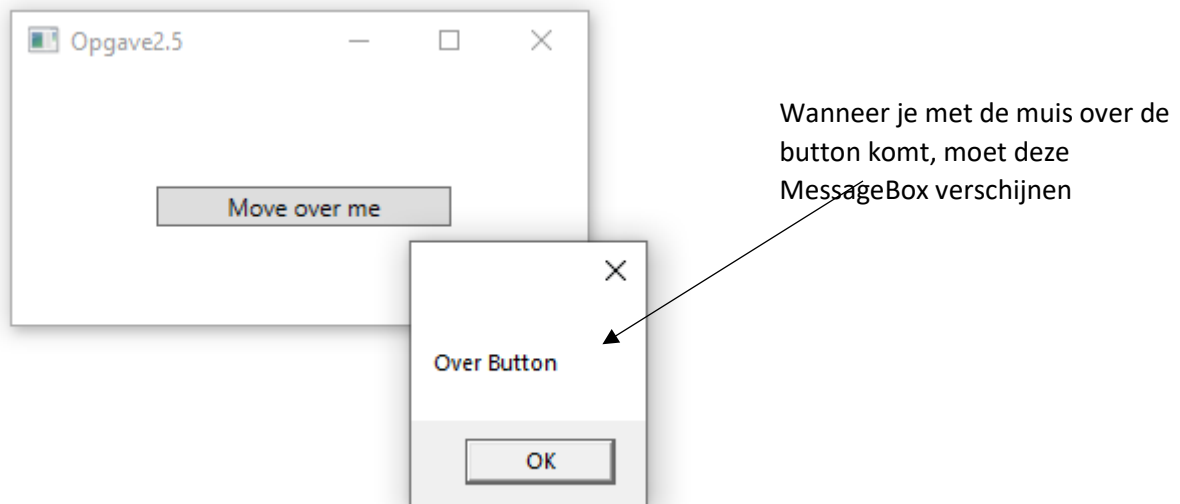 Opgave2.5
Wanneer je met de muis over de
button komt, moet deze
MessageBox verschijnen
Move over me
Over Button
OK